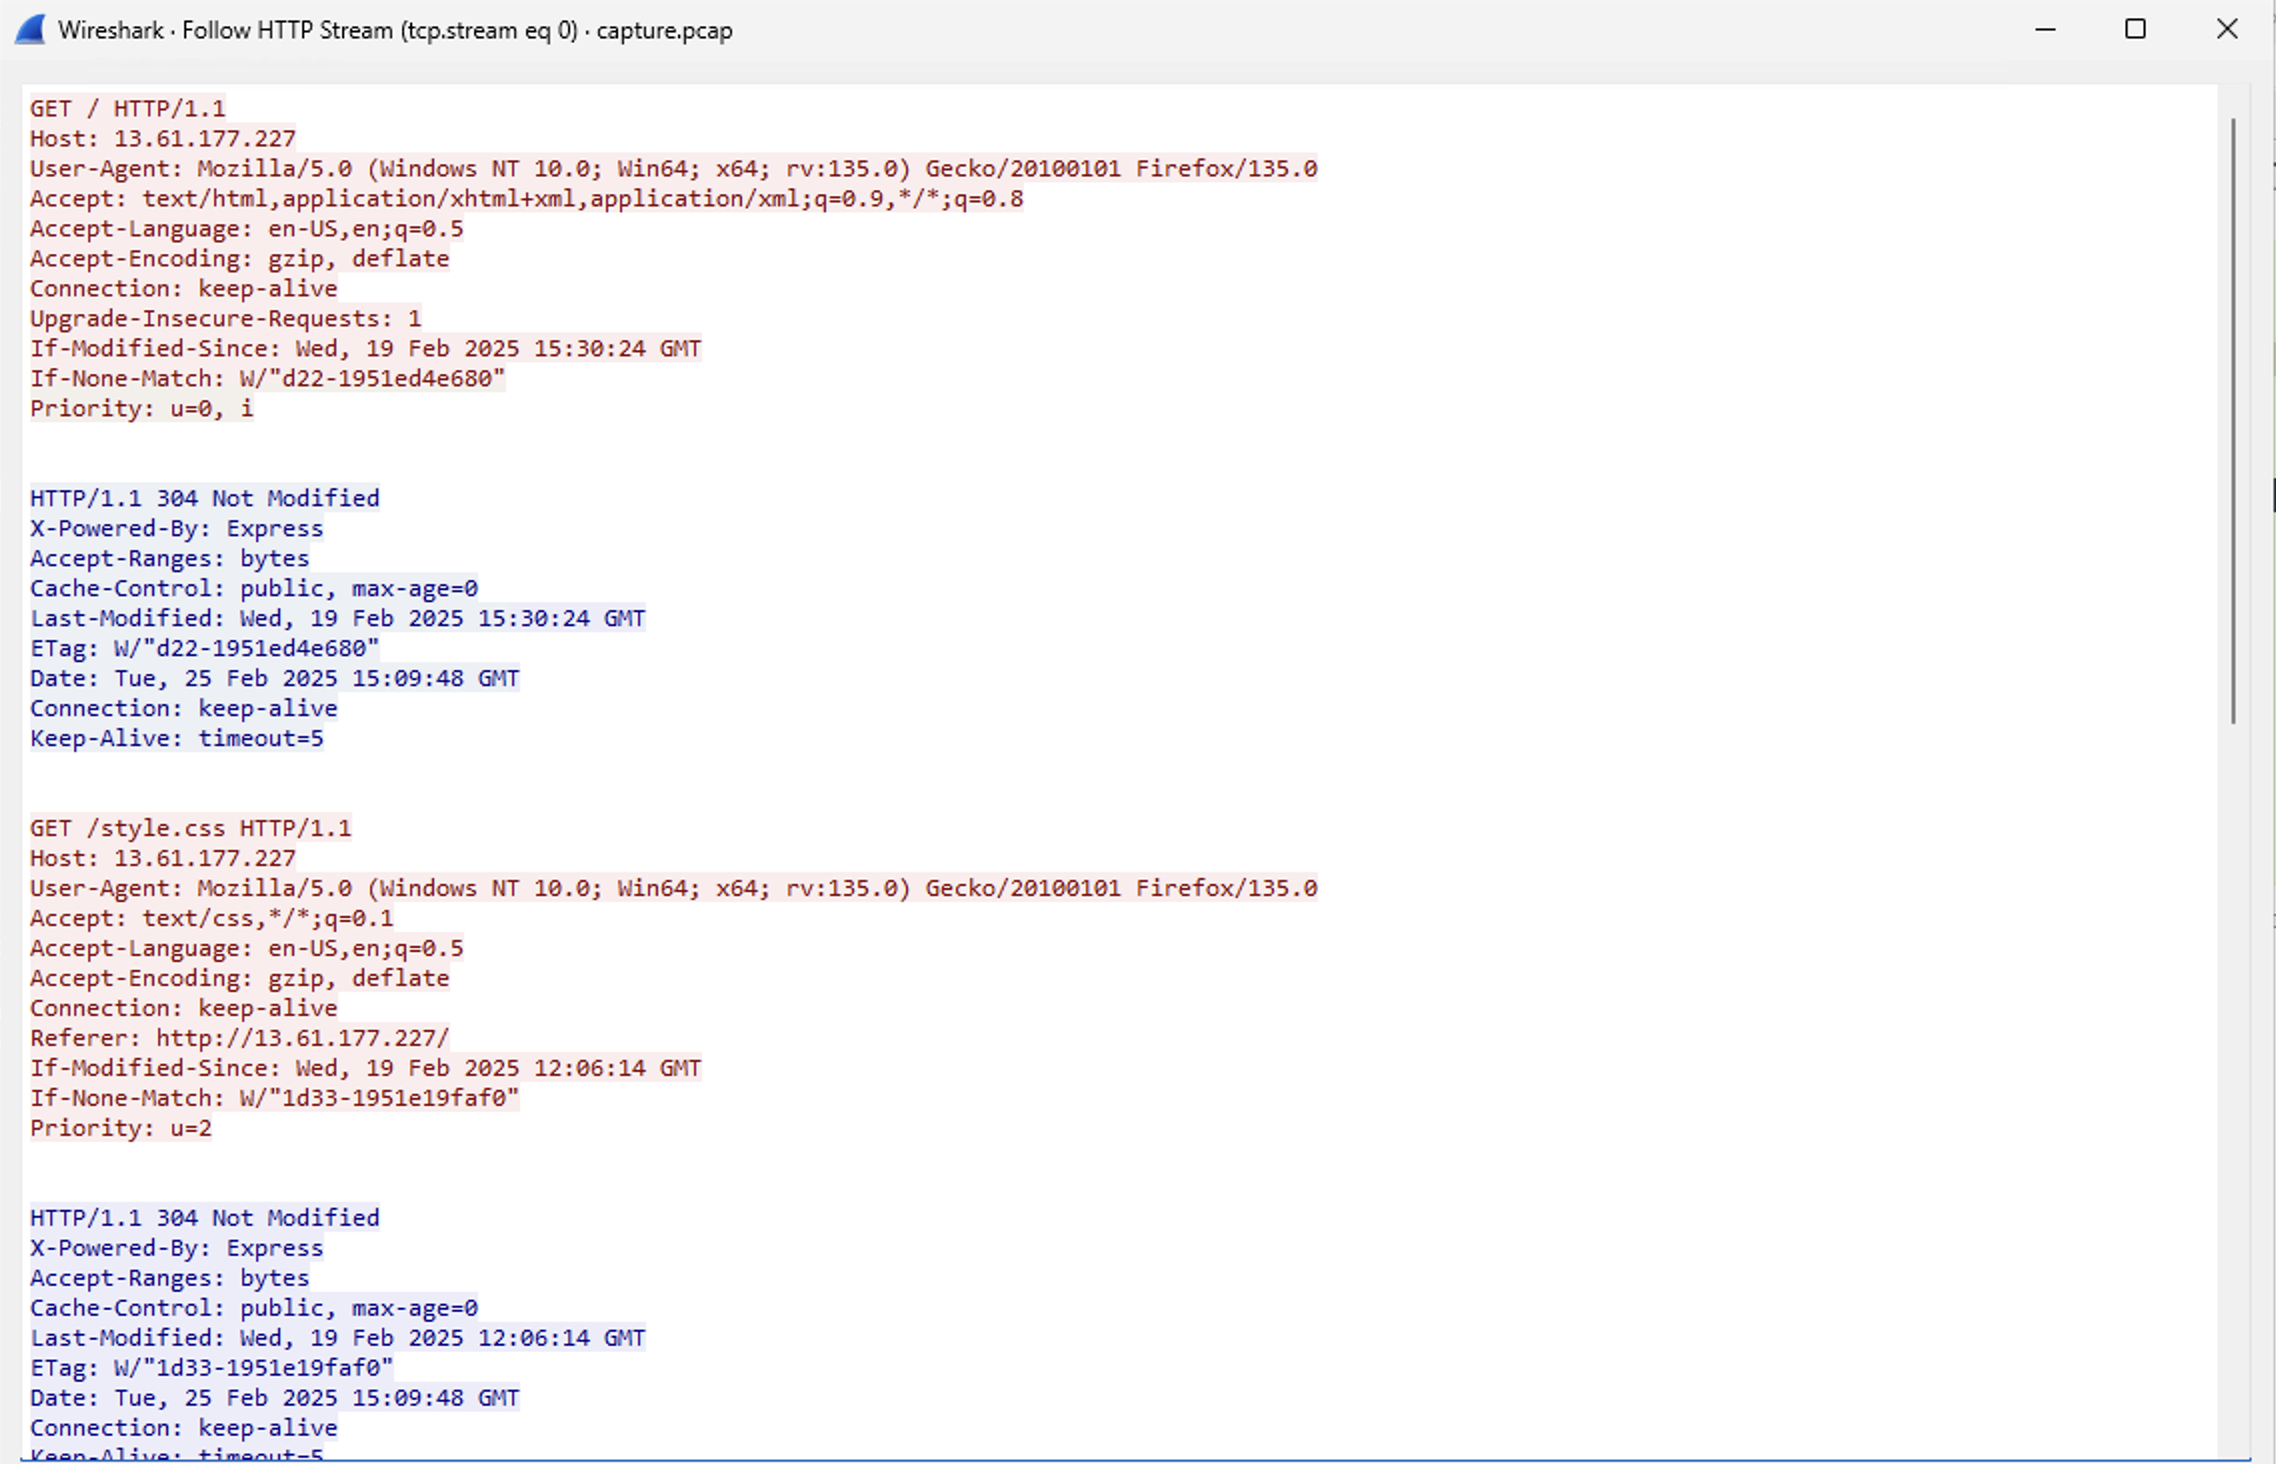 Wireshark · Follow HTTP Stream (tcp.stream eq 0) · capture.pcap
GET / HTTP/1.1
Host: 13.61.177.227
User-Agent: Mozilla/5.0 (Windows NT 10.0; Win64; x64; rv:135.0) Gecko/20100101 Firefox/135.0
Accept: text/html,application/xhtml+xml,application/xml;q=0.9,*/*;q=0.8
Accept-Language: en-US,en;q=0.5
Accept-Encoding: gzip, deflate
Connection: keep-alive
Upgrade-Insecure-Requests: 1
If-Modified-Since: Wed, 19 Feb 2025 15:30:24 GMT
If-None-Match: W/"d22-1951ed4e680"
Priority: u=0, i
HTTP/1.1 304 Not Modified
X-Powered-By: Express
Accept-Ranges: bytes
Cache-Control: public, max-age=0
Last-Modified: Wed, 19 Feb 2025 15:30:24 GMT
ETag: W/"d22-1951ed4e680"
Date: Tue, 25 Feb 2025 15:09:48 GMT
Connection: keep-alive
Keep-Alive: timeout=5
GET /style.css HTTP/1.1
Host: 13.61.177.227
User-Agent: Mozilla/5.0 (Windows NT 10.0; Win64; x64; rv:135.0) Gecko/20100101 Firefox/135.0
Accept: text/css,*/*;q=0.1
Accept-Language: en-US,en;q=0.5
Accept-Encoding: gzip, deflate
Connection: keep-alive
Referer: http://13.61.177.227/
If-Modified-Since: Wed, 19 Feb 2025 12:06:14 GMT
If-None-Match: W/"1d33-1951e19faf0"
Priority: u=2
HTTP/1.1 304 Not Modified
X-Powered-By: Express
Accept-Ranges: bytes
Cache-Control: public, max-age=0
Last-Modified: Wed, 19 Feb 2025 12:06:14 GMT
ETag: W/"1d33-1951e19faf0"
Date: Tue, 25 Feb 2025 15:09:48 GMT
Connection: keep-alive
Keep-Alive: timeout=5